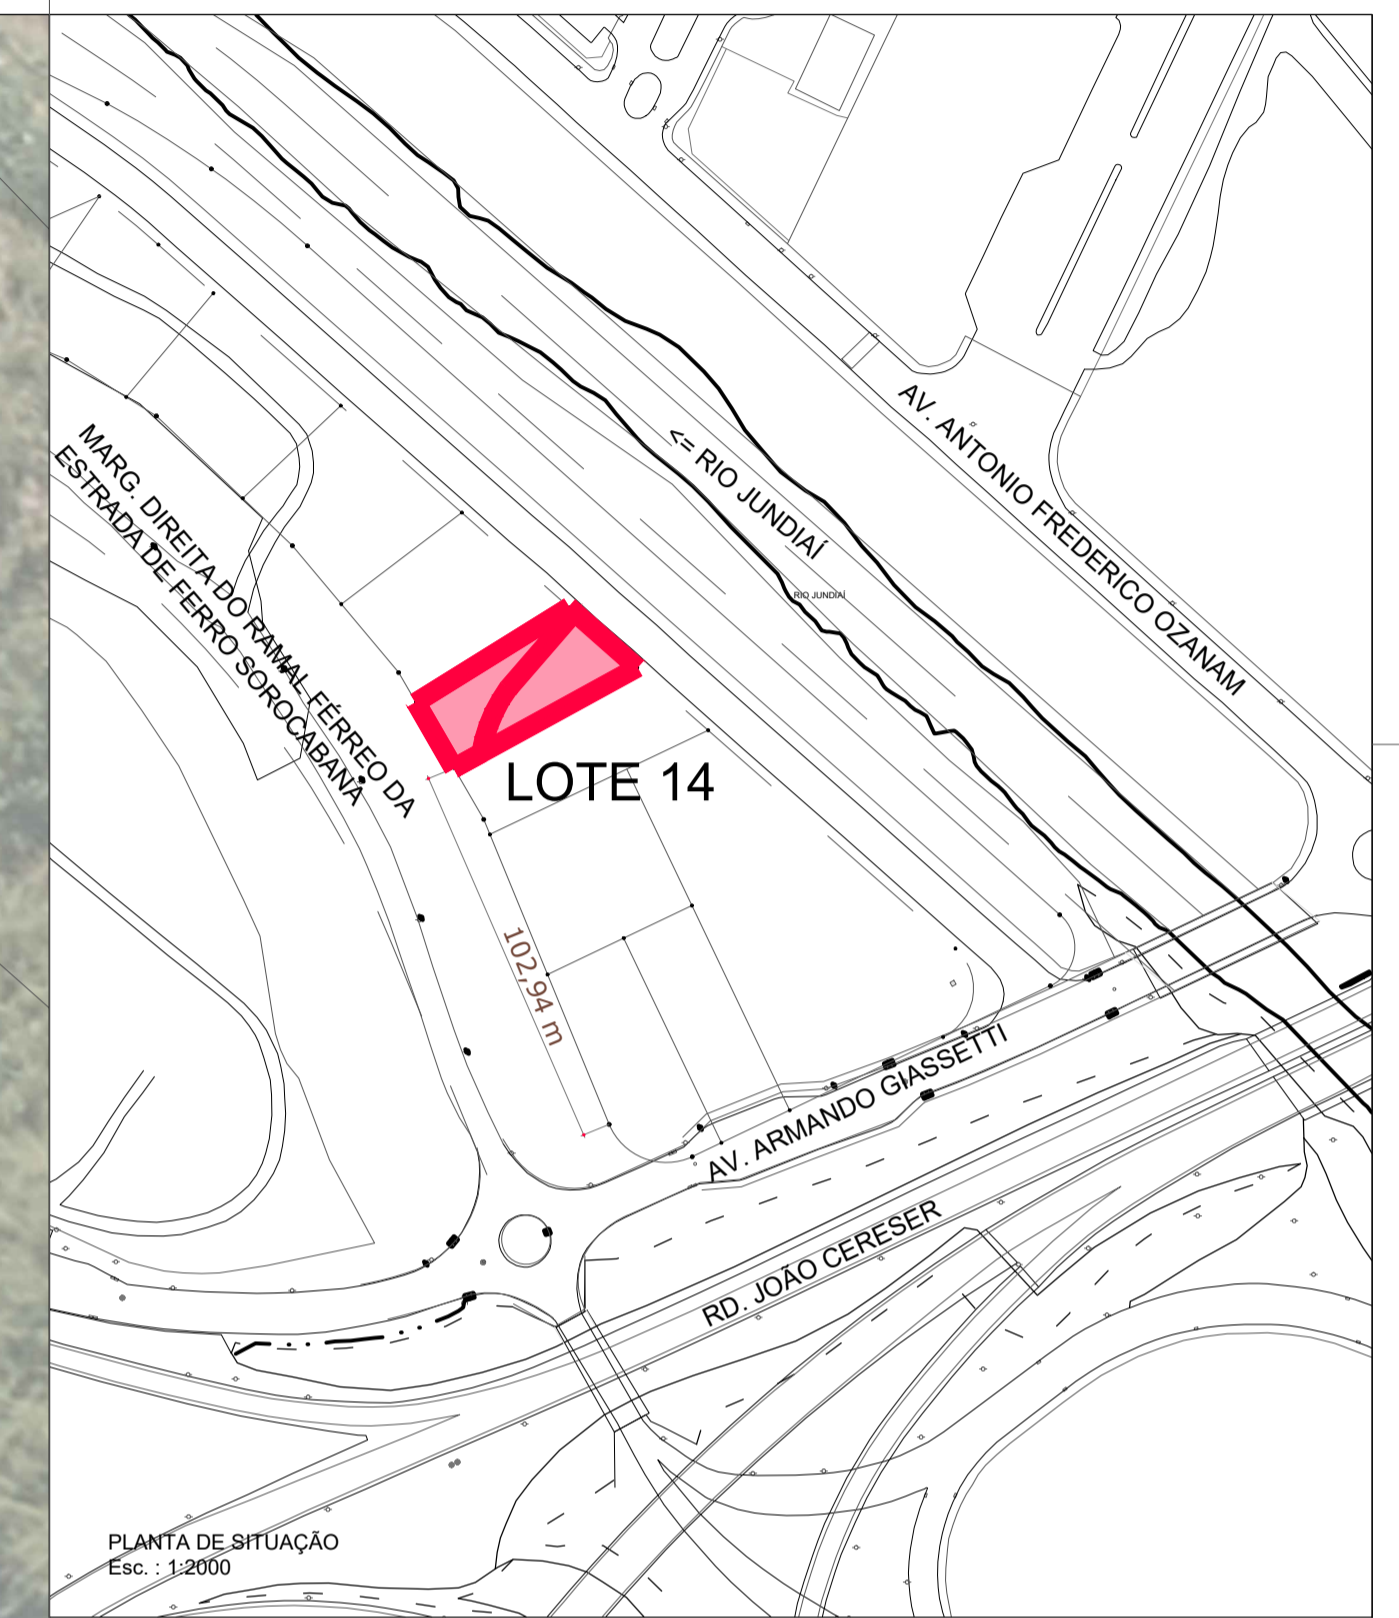 AV. ANTONIO FREDERICO OZANAM
<= RIO JUNDIAÍ
RIO JUNDIAÍ
MARG. DIREITA DO RAMAL FÉRREO DA
ESTRADA DE FERRO SOROCABANA
LOTE 14
102,94 m
AV. ARMANDO GIASSETTI
RD. JOÃO CERESER
PLANTA DE SITUAÇÃO
Esc. : 1:2000